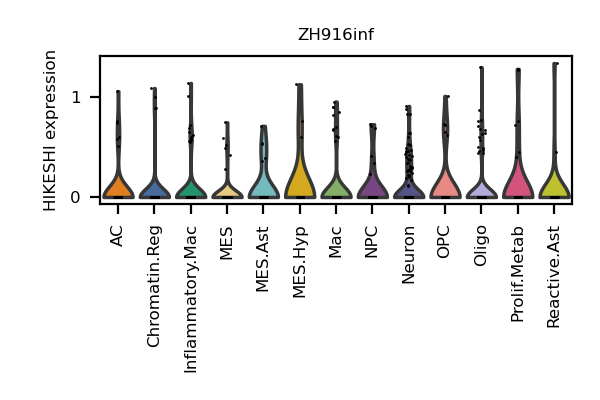 ZH916inf
HIKESHI expression
1
0
AC
Chromatin.Reg
Inflammatory.Mac
MES
MES.Ast
MES.Hyp
Mac
NPC
Neuron
OPC
Oligo
Prolif.Metab
Reactive.Ast